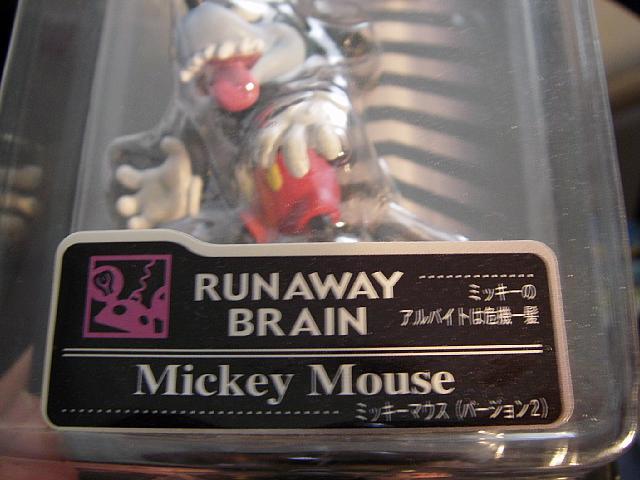 RUNAWAY
BRAIN
ミッキーの
アルバイトは危機一髪
Mickey Mouse
ミッキーマウス (バージョン2)